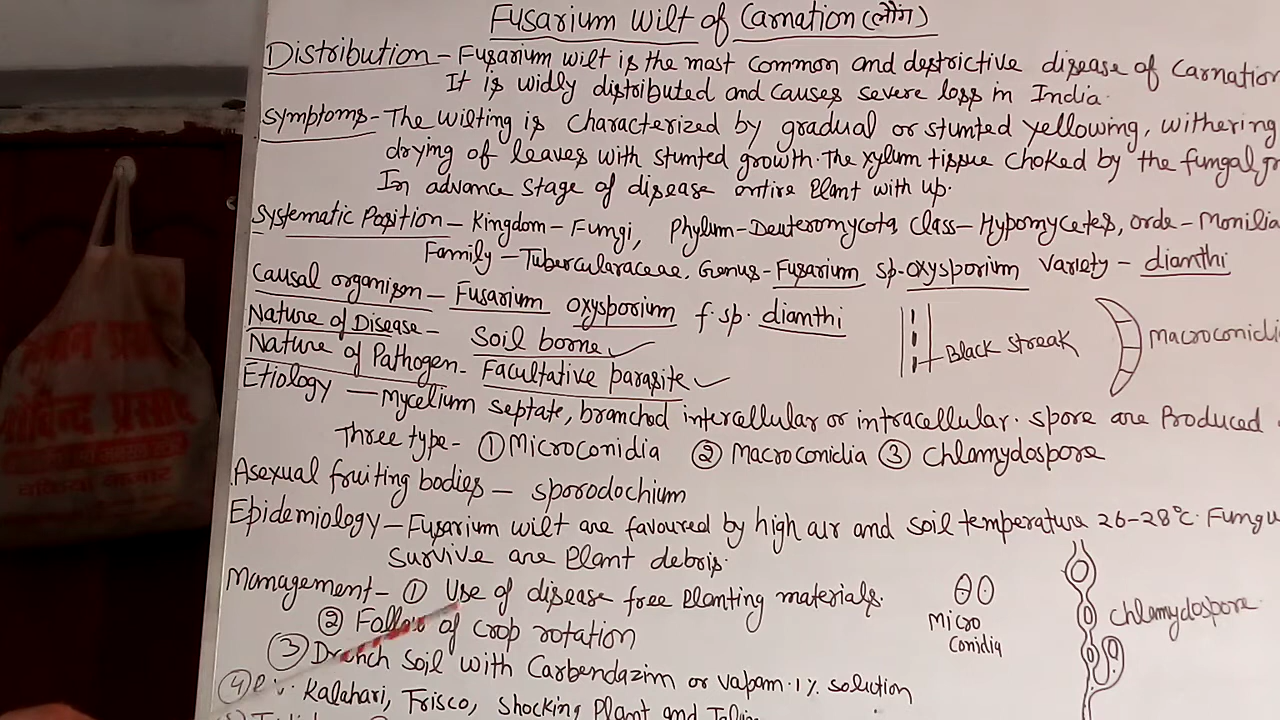 Fusarium Wilt of Carnation (लौंग)
Distribution – Fusarium wilt is the mast common and destrictive disease of Carnation
It is widly distributed and causes severe loss in India.
Symptoms – The wilting is characterized by gradual or stunted yellowing, withering
drying of leaves with stunted growth. The xylum tissue choked by the fungal gr
In advance stage of disease entire Plant with up.
Systematic Position – Kingdom – Fungi, Phylum – Deuteromycota, Class – Hypomycetes, Orde – Monilia
Family – Tuberculararaceae, Genus – Fusarium sp. oxysporium Variety – dianthi
Causal organism – Fusarium oxysporium f. sp. dianthi
Nature of Disease – Soil borne
Nature of Pathogen – Facultative parasite
Black streak
Macroconidi
Etiology – Mycelium septate, branched intercellular or intracellular. Spore are Produced
Three type – ① Microconidia ② Macroconidia ③ Chlamydospore
Asexual fruiting bodies – sporodochium
Epidemiology – Fusarium wilt are favoured by high air and soil temperatura 26–28°C. Fungu
Survive are Plant debris.
Management – ① Use of disease free Planting materials.
② Follow of crop rotation
③ Drench Soil with Carbendazim or vapam .1% solution
④ Kalahari, Frisco, Shocking Plant and
Micro
Conidia
Chlamydospore
गोबिन्द प्रसाद